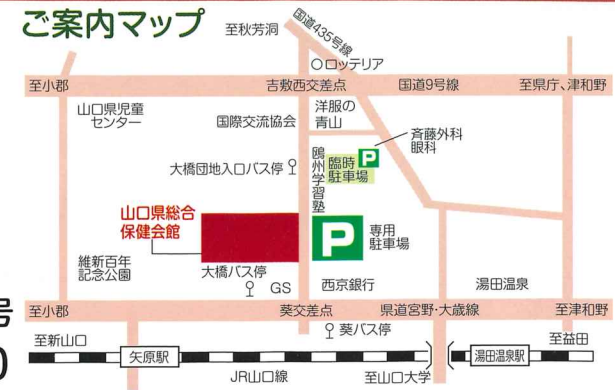 ご案内マップ
至秋芳洞
国道435号線
ロッテリア
至小郡
吉敷西交差点
国道9号線
至県庁、津和野
山口県児童
センター
国際交流協会
洋服の
青山
斉藤外科
眼科
大橋団地入口バス停
鴎州学習塾
臨時
駐車場
P
山口県総合
保健会館
P
専用
駐車場
維新百年
記念公園
大橋バス停
GS
西京銀行
湯田温泉
号
至小郡
葵交差点
県道宮野・大歳線
至津和野
至新山口
葵バス停
至益田
矢原駅
湯田温泉駅
JR山口線
至山口大学